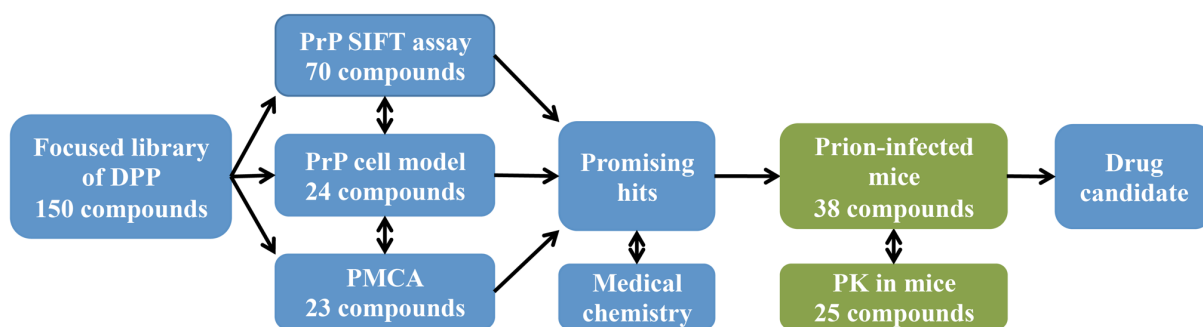 Focused library
of DPP
150 compounds
PrP SIFT assay
70 compounds
PrP cell model
24 compounds
PMCA
23 compounds
Promising
hits
Medical
chemistry
Prion-infected
mice
38 compounds
PK in mice
25 compounds
Drug
candidate